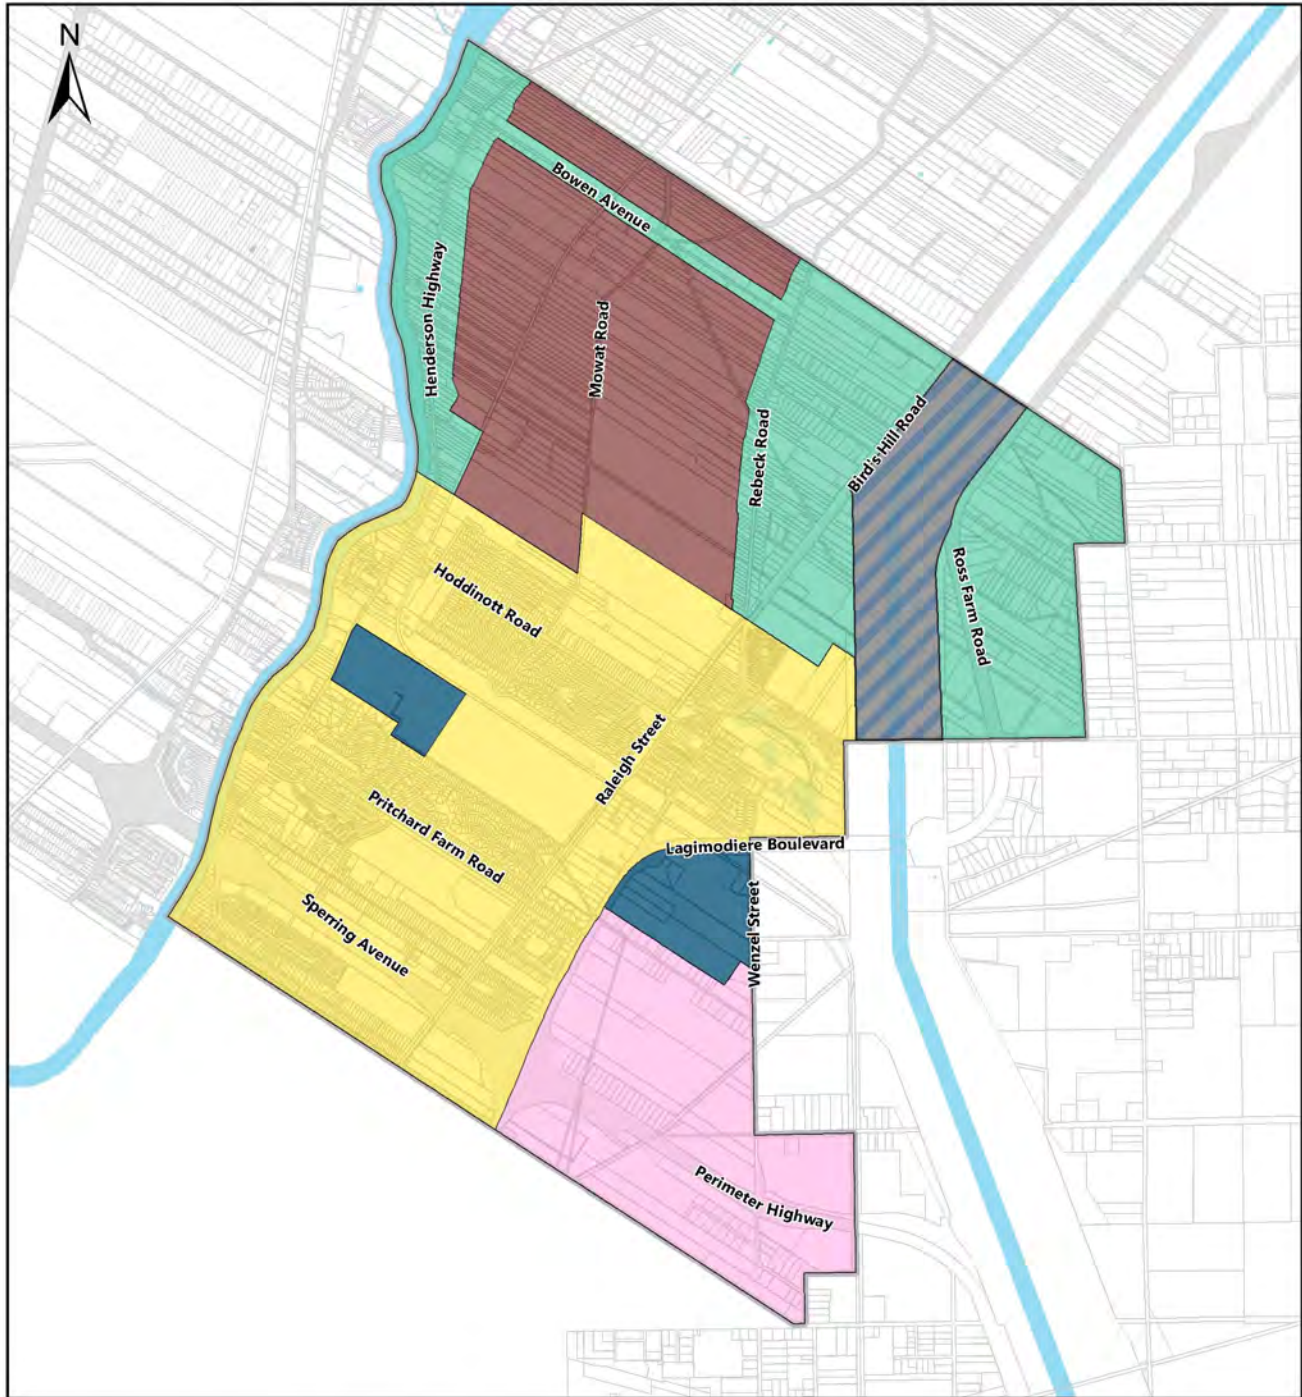 N
Bowen Avenue
Henderson Highway
Mowat Road
Rebeck Road
Bird's Hill Road
Ross Farm Road
Hoddinott Road
Raleigh Street
Pritchard Farm Road
Lagimodiere Boulevard
Wenzel Street
Sperring Avenue
Perimeter Highway